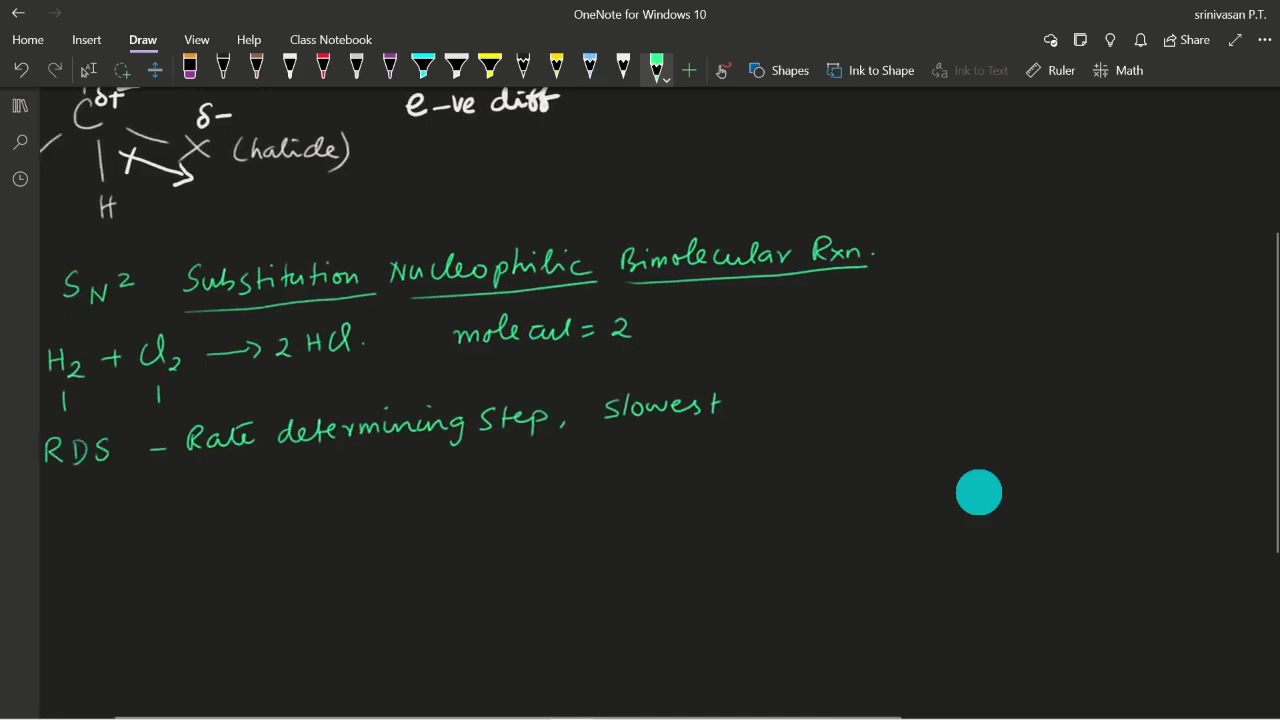 OneNote for Windows 10
srinivasan P.T.
Home Insert Draw View Help Class Notebook
Share
Shapes Ink to Shape Ink to Text Ruler Math
C δ+
δ-
e-ve diff
X (halide)
H
SN2 Substitution Nucleophilic Bimolecular Rxn.
H2 + Cl2 → 2 HCl. molecul = 2
RDS - Rate determining step, slowest